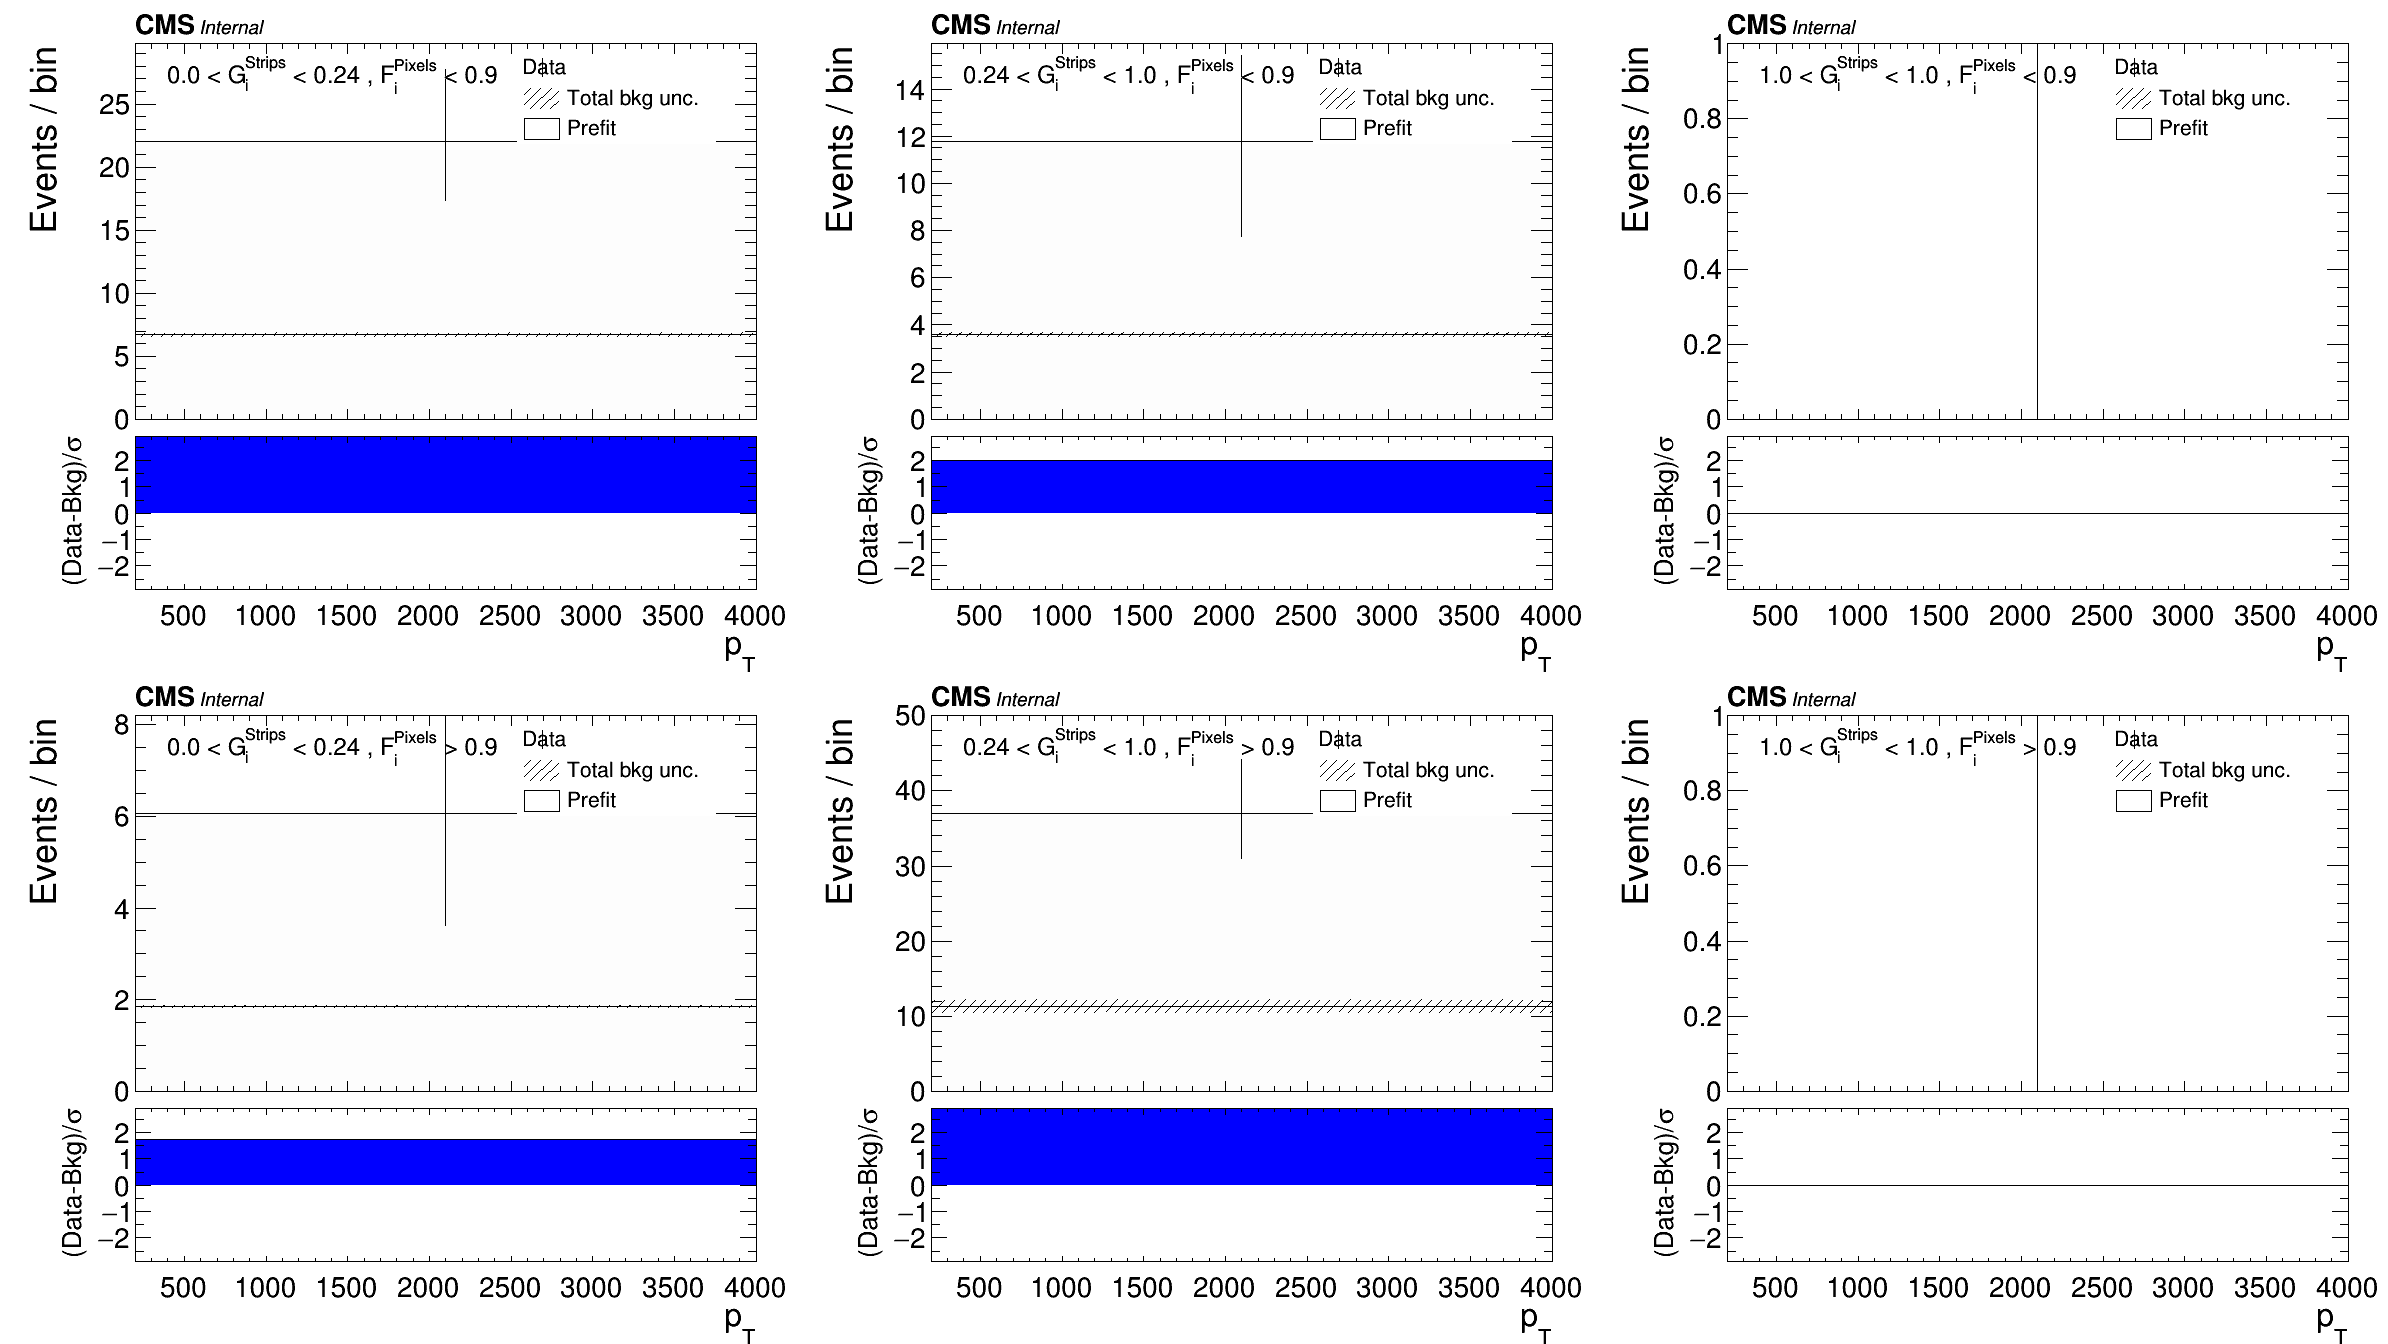 CMS Internal
Events / bin
0.0 < G_i^Strips < 0.24 , F_i^Pixels < 0.9
Data
Total bkg unc.
Prefit
25
20
15
10
5
0
(Data-Bkg)/σ
2
1
0
−1
−2
500 1000 1500 2000 2500 3000 3500 4000
p_T
CMS Internal
Events / bin
0.24 < G_i^Strips < 1.0 , F_i^Pixels < 0.9
Data
Total bkg unc.
Prefit
14
12
10
8
6
4
2
0
(Data-Bkg)/σ
2
1
0
−1
−2
500 1000 1500 2000 2500 3000 3500 4000
p_T
CMS Internal
Events / bin
1.0 < G_i^Strips < 1.0 , F_i^Pixels < 0.9
Data
Total bkg unc.
Prefit
1
0.8
0.6
0.4
0.2
0
(Data-Bkg)/σ
2
1
0
−1
−2
500 1000 1500 2000 2500 3000 3500 4000
p_T
CMS Internal
Events / bin
0.0 < G_i^Strips < 0.24 , F_i^Pixels > 0.9
Data
Total bkg unc.
Prefit
8
6
4
2
0
(Data-Bkg)/σ
2
1
0
−1
−2
500 1000 1500 2000 2500 3000 3500 4000
p_T
CMS Internal
Events / bin
0.24 < G_i^Strips < 1.0 , F_i^Pixels > 0.9
Data
Total bkg unc.
Prefit
50
40
30
20
10
0
(Data-Bkg)/σ
2
1
0
−1
−2
500 1000 1500 2000 2500 3000 3500 4000
p_T
CMS Internal
Events / bin
1.0 < G_i^Strips < 1.0 , F_i^Pixels > 0.9
Data
Total bkg unc.
Prefit
1
0.8
0.6
0.4
0.2
0
(Data-Bkg)/σ
2
1
0
−1
−2
500 1000 1500 2000 2500 3000 3500 4000
p_T